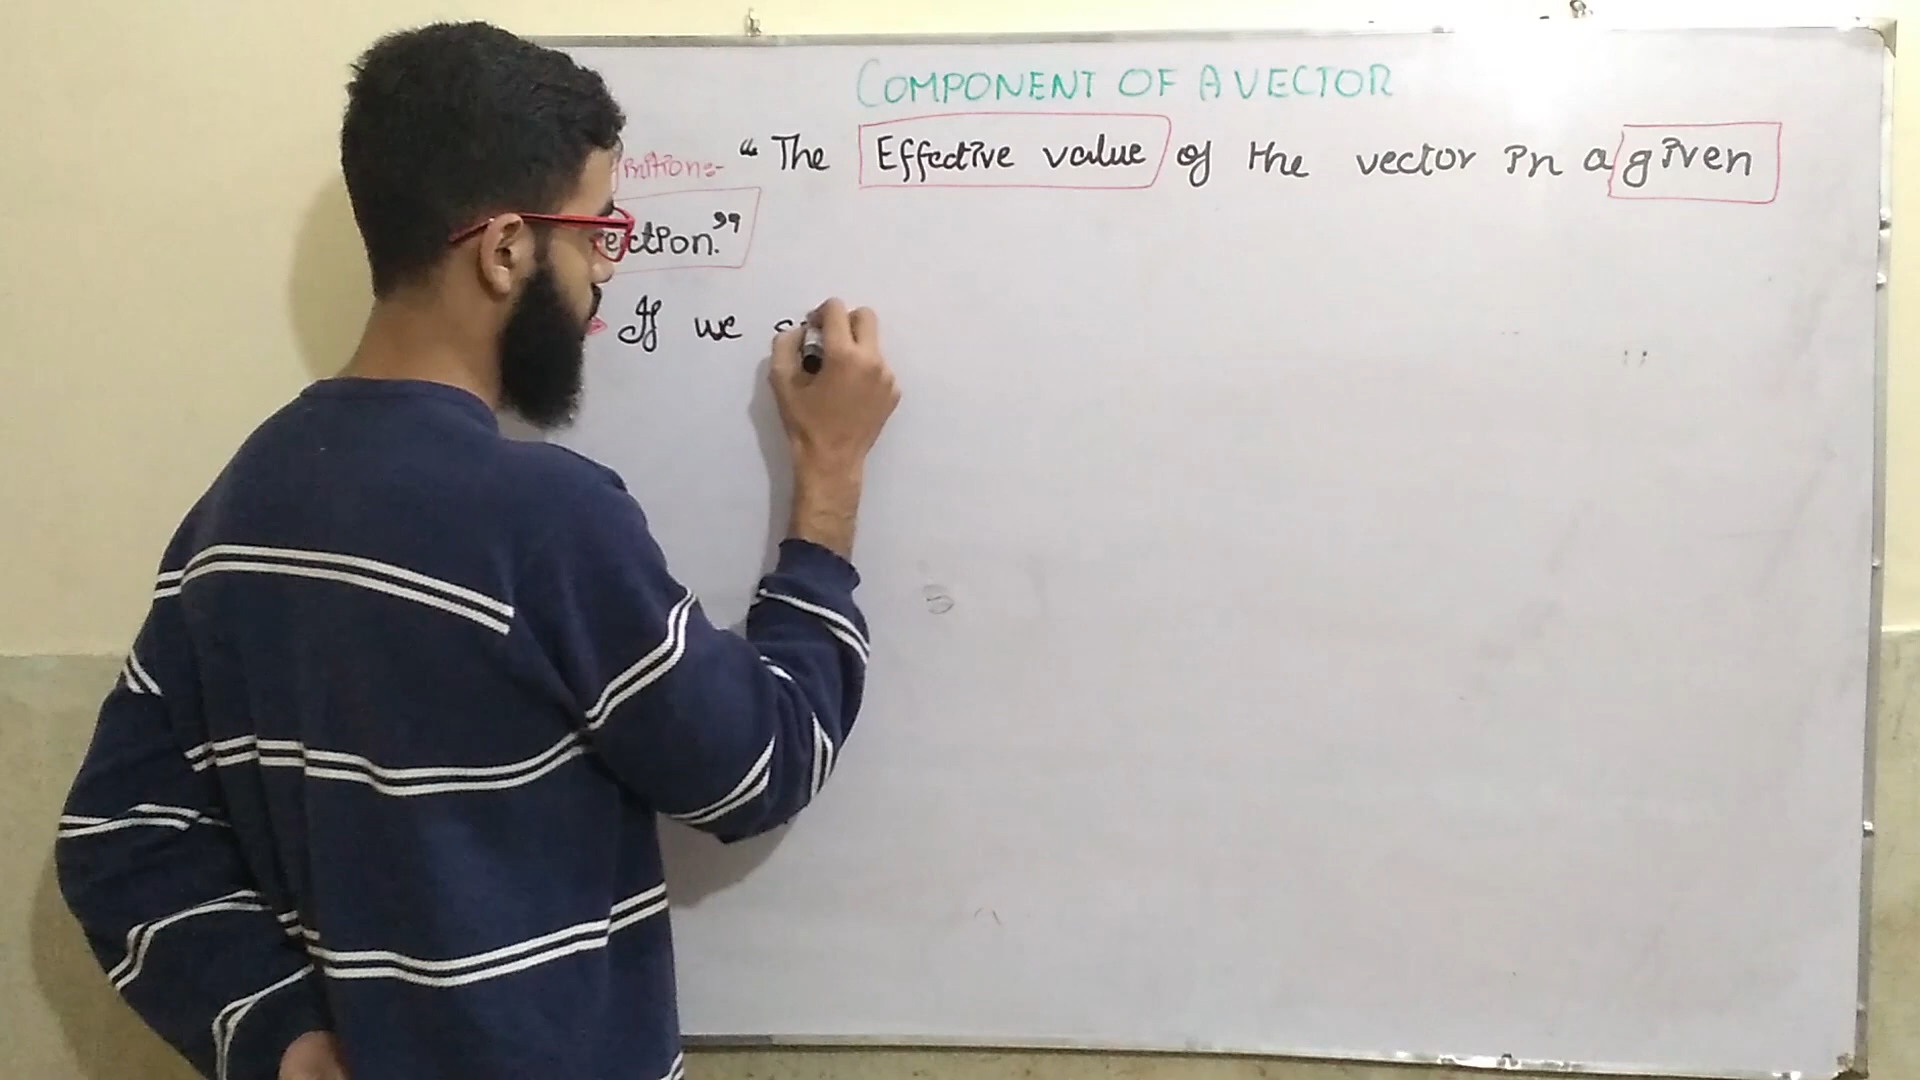 COMPONENT OF A VECTOR
“The Effective value of the vector in a given
ection.”
If we